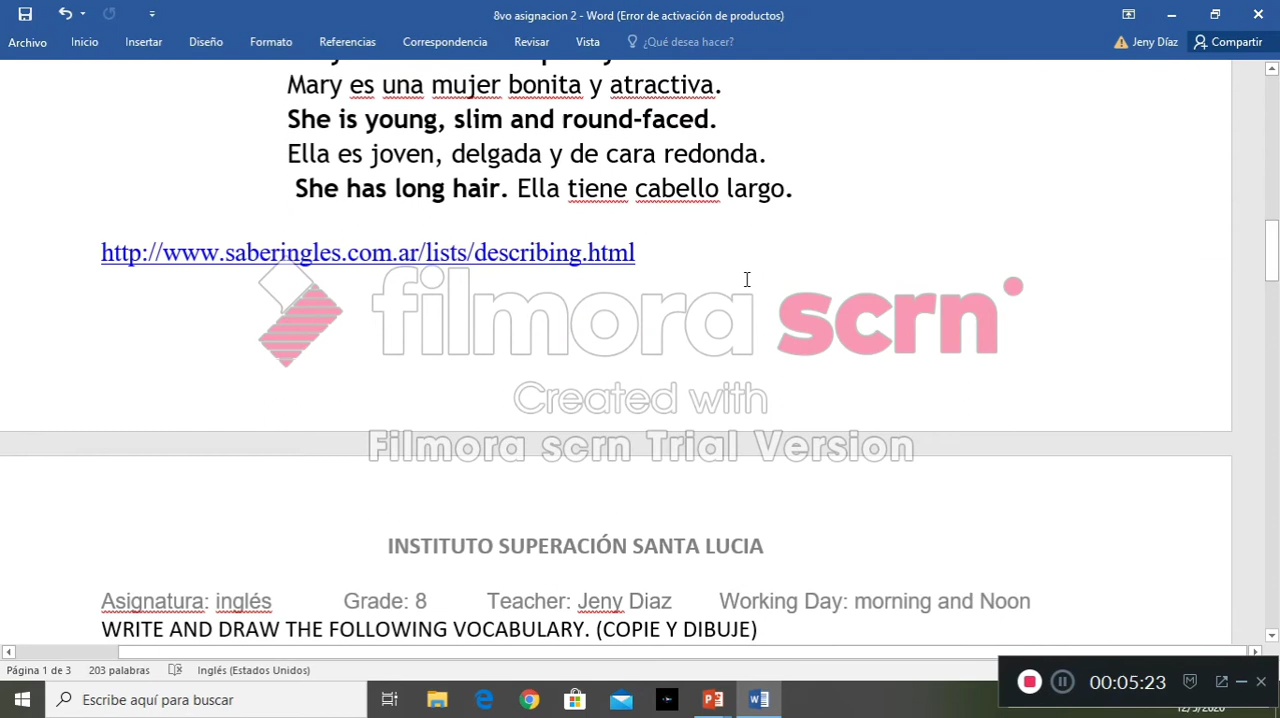 8vo asignacion 2 - Word (Error de activación de productos)
Archivo Inicio Insertar Diseño Formato Referencias Correspondencia Revisar Vista ¿Qué desea hacer? Jeny Díaz Compartir
Mary es una mujer bonita y atractiva.
She is young, slim and round-faced.
Ella es joven, delgada y de cara redonda.
She has long hair. Ella tiene cabello largo.
http://www.saberingles.com.ar/lists/describing.html
filmora scrn
Created with
Filmora scrn Trial Version
INSTITUTO SUPERACIÓN SANTA LUCIA
Asignatura: inglés Grade: 8 Teacher: Jeny Diaz Working Day: morning and Noon
WRITE AND DRAW THE FOLLOWING VOCABULARY. (COPIE Y DIBUJE)
Página 1 de 3 203 palabras Inglés (Estados Unidos)
00:05:23
Escribe aquí para buscar